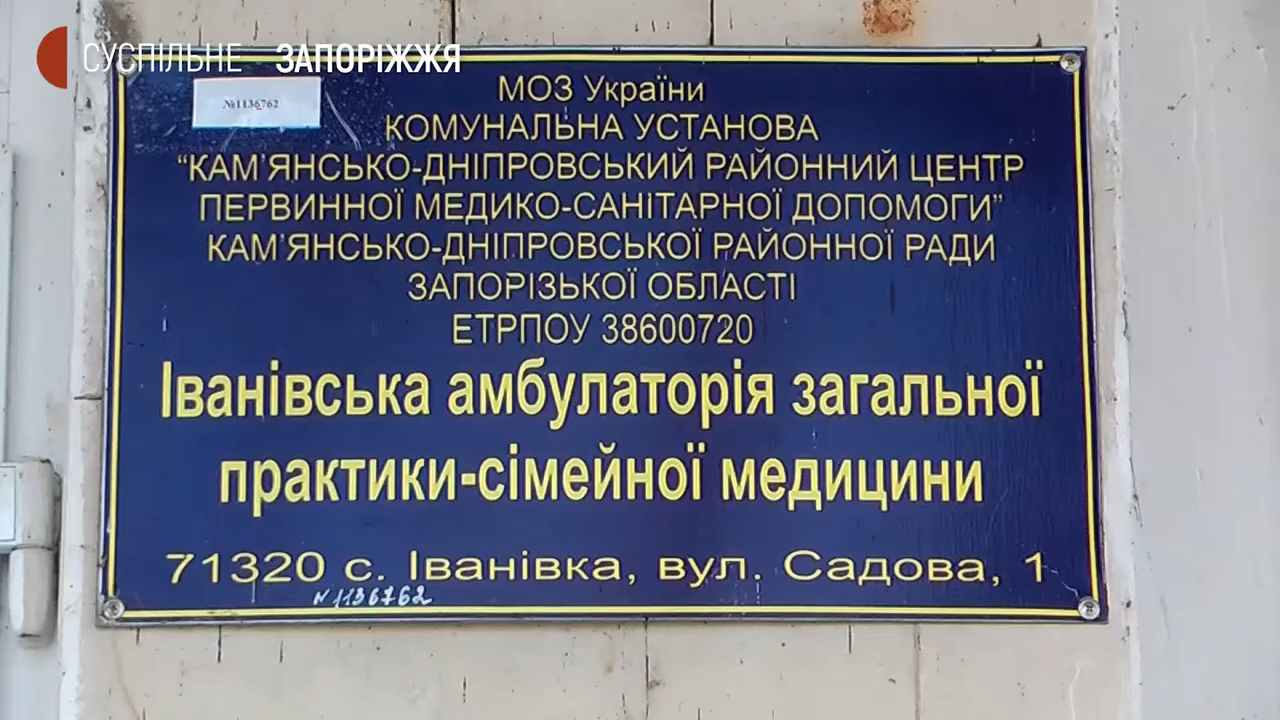 СУСПІЛЬНЕ ЗАПОРІЖЖЯ
№1136762
МОЗ України
КОМУНАЛЬНА УСТАНОВА
“КАМ'ЯНСЬКО-ДНІПРОВСЬКИЙ РАЙОННИЙ ЦЕНТР
ПЕРВИННОЇ МЕДИКО-САНІТАРНОЇ ДОПОМОГИ”
КАМ'ЯНСЬКО-ДНІПРОВСЬКОЇ РАЙОННОЇ РАДИ
ЗАПОРІЗЬКОЇ ОБЛАСТІ
ЕТРПОУ 38600720
Іванівська амбулаторія загальної
практики-сімейної медицини
71320 с. Іванівка, вул. Садова, 1
№1136762